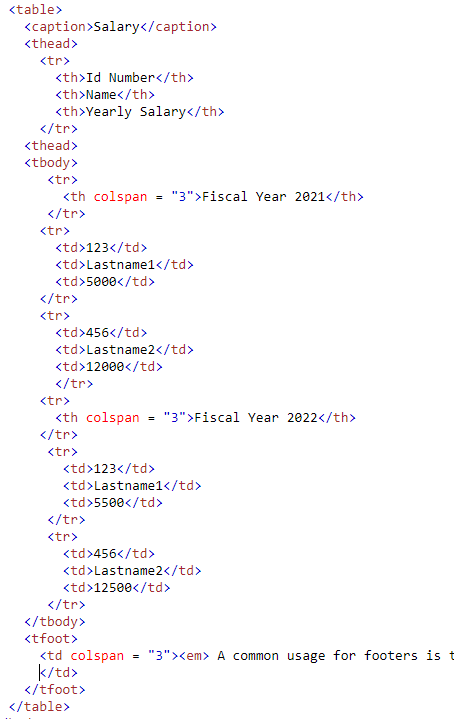 <table>
<caption>Salary</caption>
<thead>
<tr>
<th>Id Number</th>
<th>Name</th>
<th>Yearly Salary</th>
</tr>
<thead>
<tbody>
<tr>
<th colspan = "3">Fiscal Year 2021</th>
</tr>
<tr>
<td>123</td>
<td>Lastname1</td>
<td>5000</td>
</tr>
<tr>
<td>456</td>
<td>Lastname2</td>
<td>12000</td>
</tr>
<tr>
<th colspan = "3">Fiscal Year 2022</th>
</tr>
<tr>
<td>123</td>
<td>Lastname1</td>
<td>5500</td>
</tr>
<tr>
<td>456</td>
<td>Lastname2</td>
<td>12500</td>
</tr>
</tbody>
<tfoot>
<td colspan = "3"><em> A common usage for footers is
</td>
</tfoot>
</table>